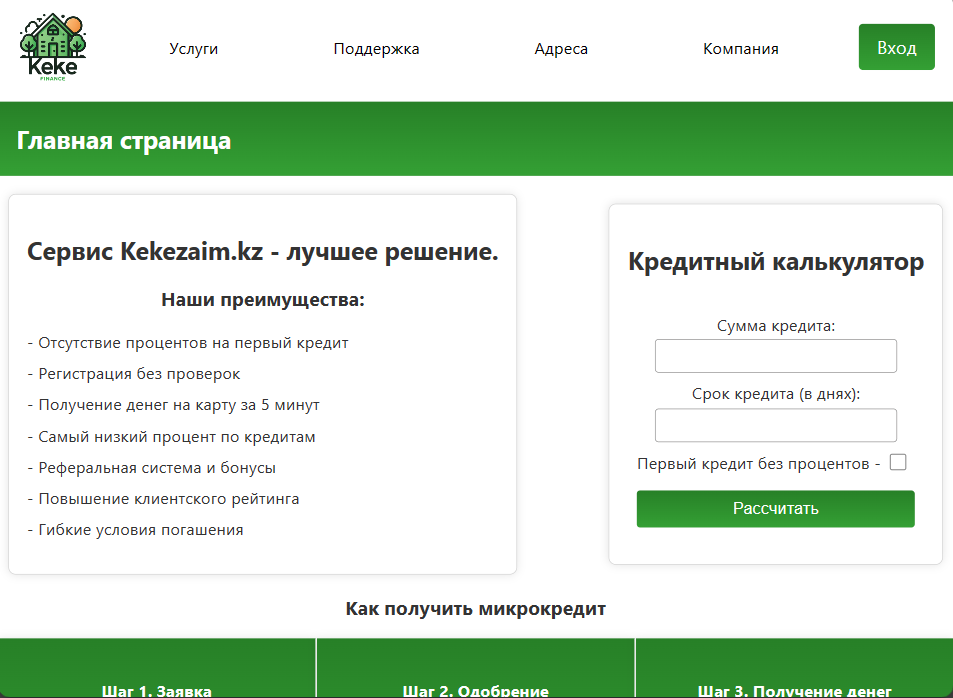 Keke
FINANCE
Услуги
Поддержка
Адреса
Компания
Вход
Главная страница
Сервис Kekezaim.kz - лучшее решение.
Наши преимущества:
- Отсутствие процентов на первый кредит
- Регистрация без проверок
- Получение денег на карту за 5 минут
- Самый низкий процент по кредитам
- Реферальная система и бонусы
- Повышение клиентского рейтинга
- Гибкие условия погашения
Кредитный калькулятор
Сумма кредита:
Срок кредита (в днях):
Первый кредит без процентов -
Рассчитать
Как получить микрокредит
Шаг 1. Заявка
Шаг 2. Одобрение
Шаг 3. Получение денег